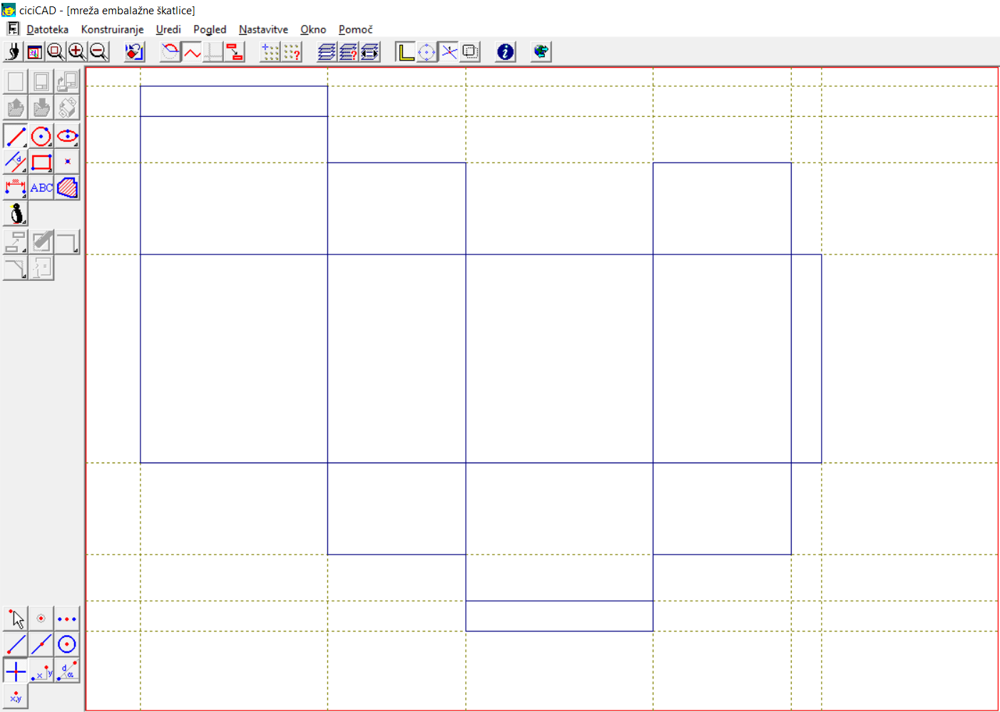 ciciCAD - [mreža embalažne škatlice]
Datoteka Konstruiranje Uredi Pogled Nastavitve Okno Pomoč
d
ABC
x y d α
x,y